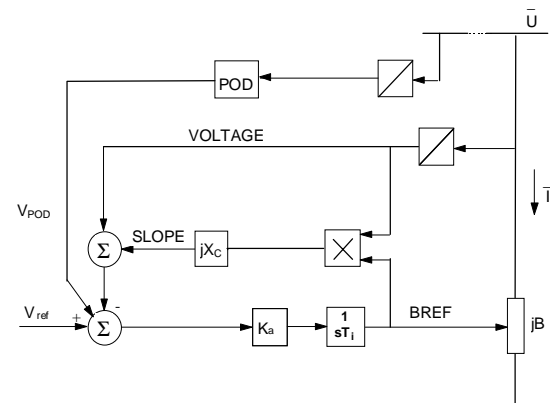 U
POD
VOLTAGE
I
V_POD
SLOPE
jX_C
×
Σ
-
V_ref
+
Σ
K_a
1
sT_i
BREF
jB